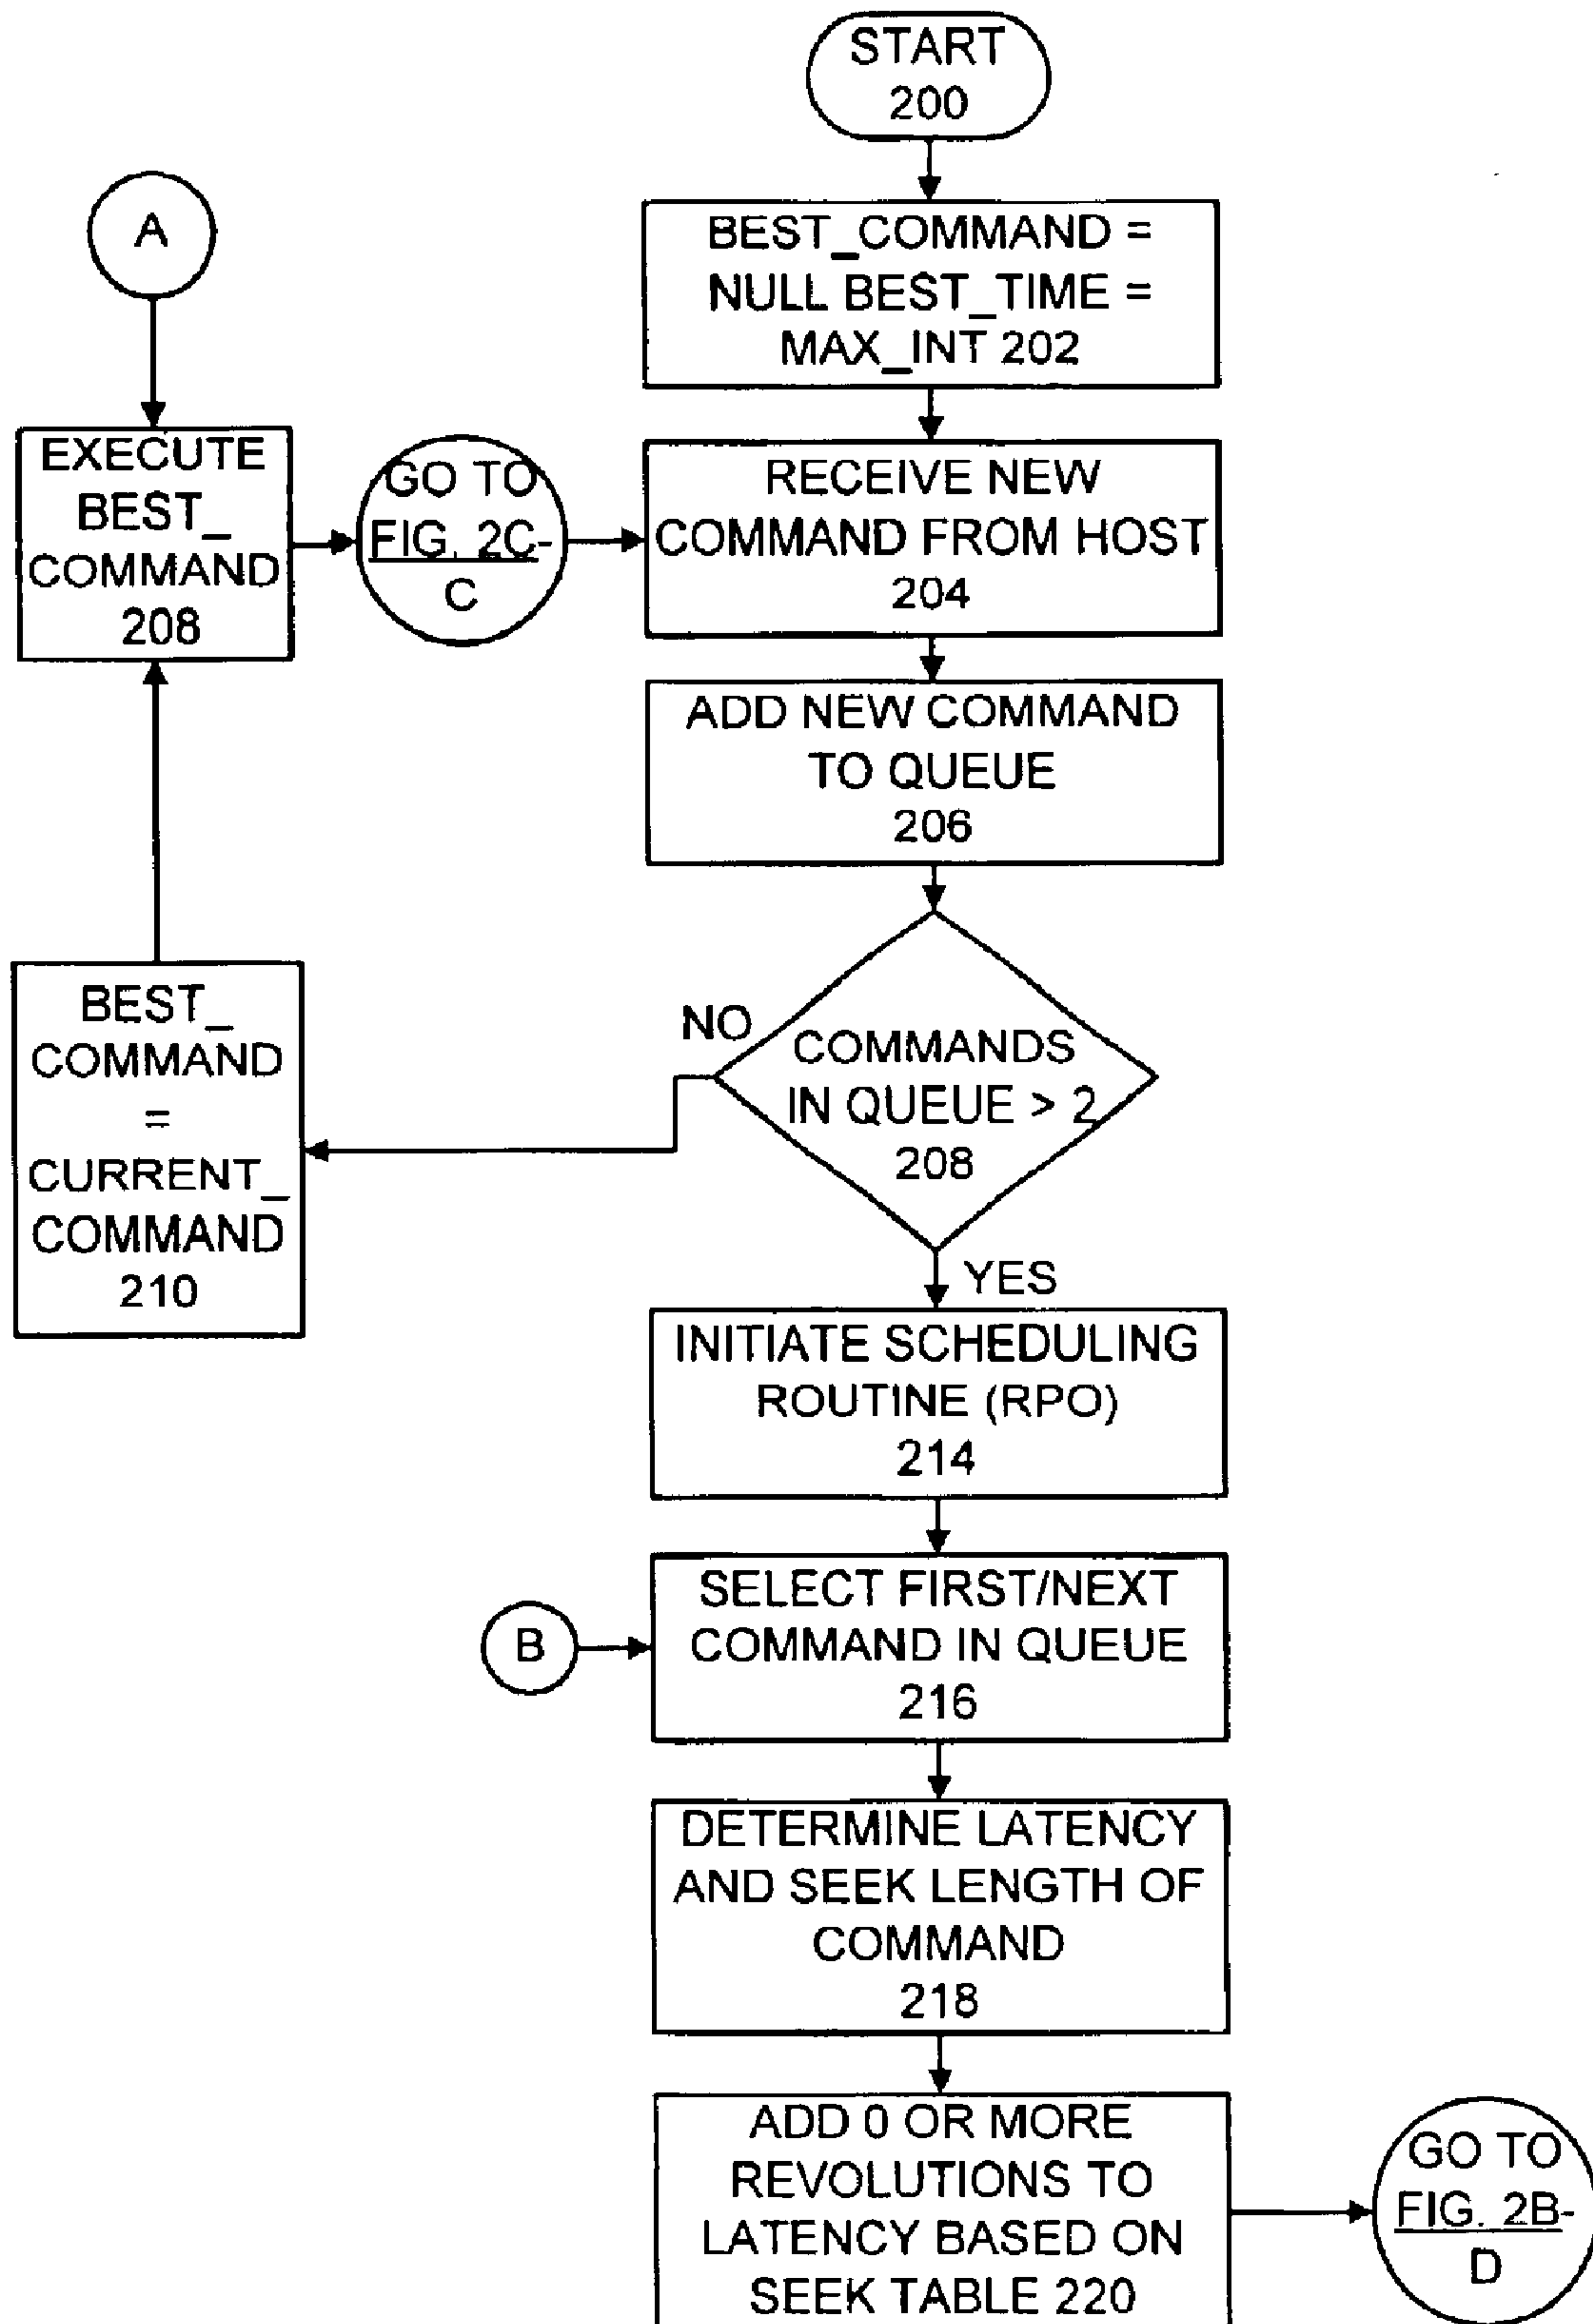 START
200
BEST_COMMAND =
NULL BEST_TIME =
MAX_INT 202
A
EXECUTE
BEST_
COMMAND
208
GO TO
FIG. 2C-
C
RECEIVE NEW
COMMAND FROM HOST
204
ADD NEW COMMAND
TO QUEUE
206
NO
COMMANDS
IN QUEUE > 2
208
BEST_
COMMAND
=
CURRENT_
COMMAND
210
YES
INITIATE SCHEDULING
ROUTINE (RPO)
214
B
SELECT FIRST/NEXT
COMMAND IN QUEUE
216
DETERMINE LATENCY
AND SEEK LENGTH OF
COMMAND
218
ADD 0 OR MORE
REVOLUTIONS TO
LATENCY BASED ON
SEEK TABLE 220
GO TO
FIG. 2B-
D